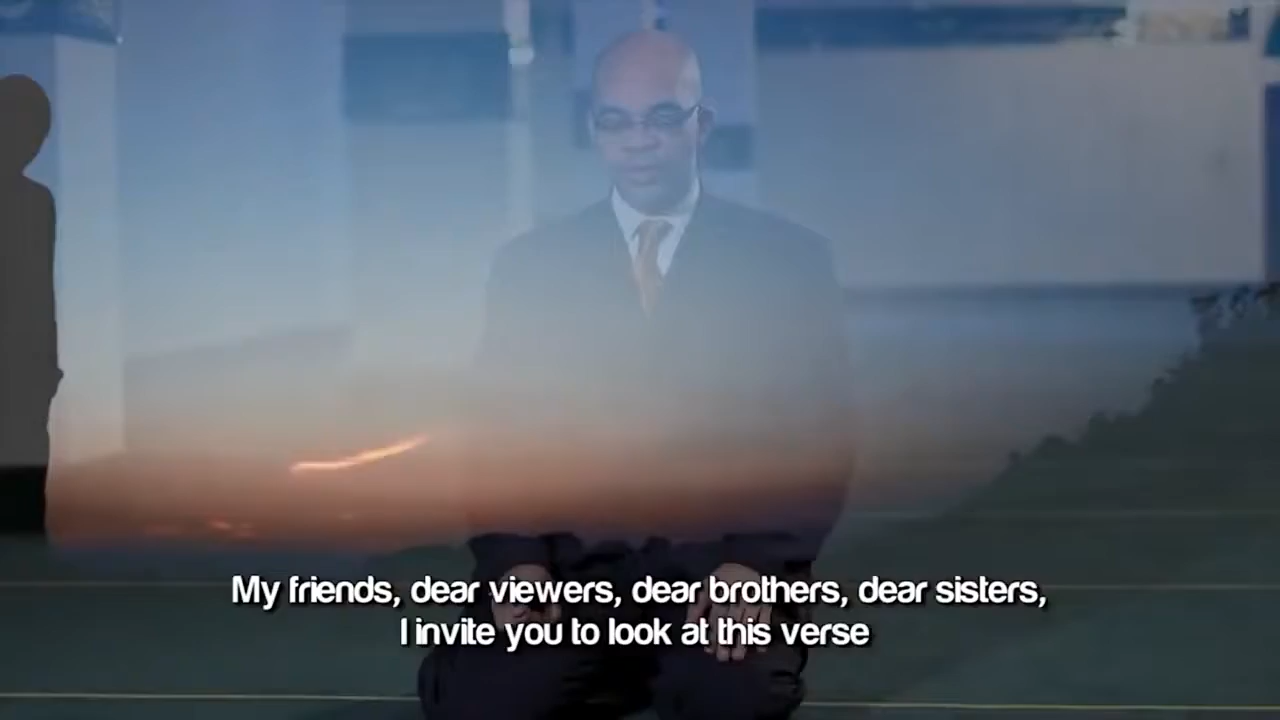 My friends, dear viewers, dear brothers, dear sisters,
I invite you to look at this verse